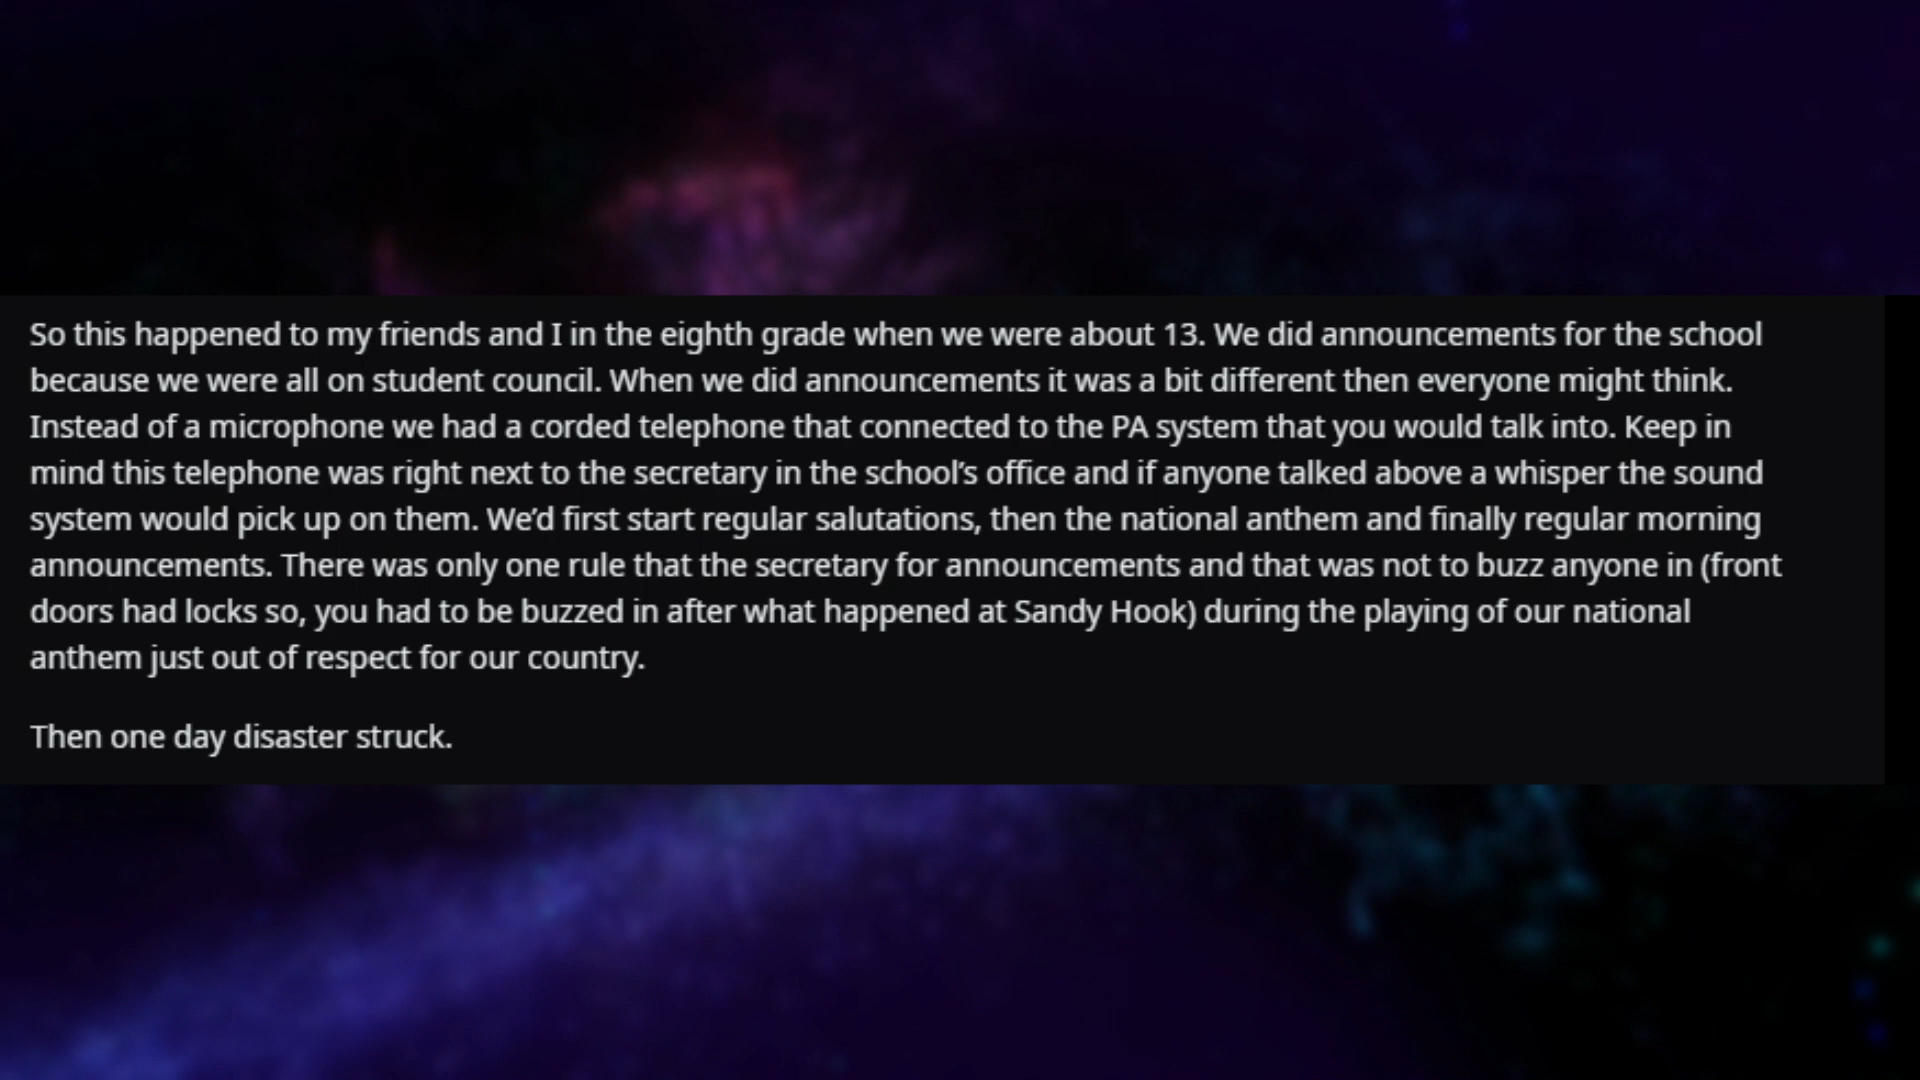 So this happened to my friends and I in the eighth grade when we were about 13. We did announcements for the school
because we were all on student council. When we did announcements it was a bit different then everyone might think.
Instead of a microphone we had a corded telephone that connected to the PA system that you would talk into. Keep in
mind this telephone was right next to the secretary in the school’s office and if anyone talked above a whisper the sound
system would pick up on them. We’d first start regular salutations, then the national anthem and finally regular morning
announcements. There was only one rule that the secretary for announcements and that was not to buzz anyone in (front
doors had locks so, you had to be buzzed in after what happened at Sandy Hook) during the playing of our national
anthem just out of respect for our country.
Then one day disaster struck.